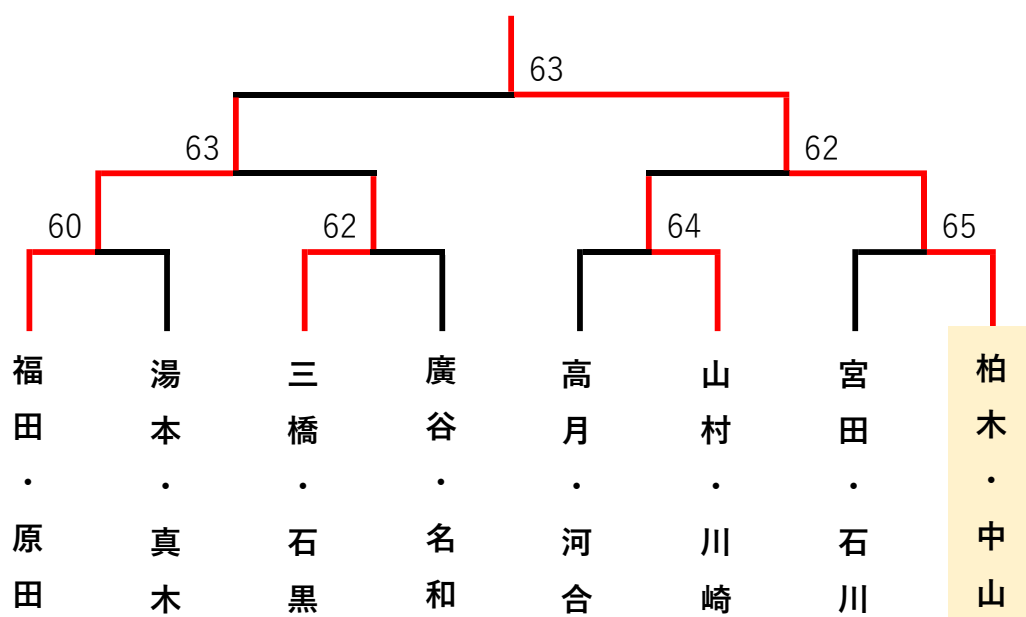 63
63
62
60
62
64
65
福田・原田
湯本・真木
三橋・石黒
廣谷・名和
高月・河合
山村・川崎
宮田・石川
柏木・中山